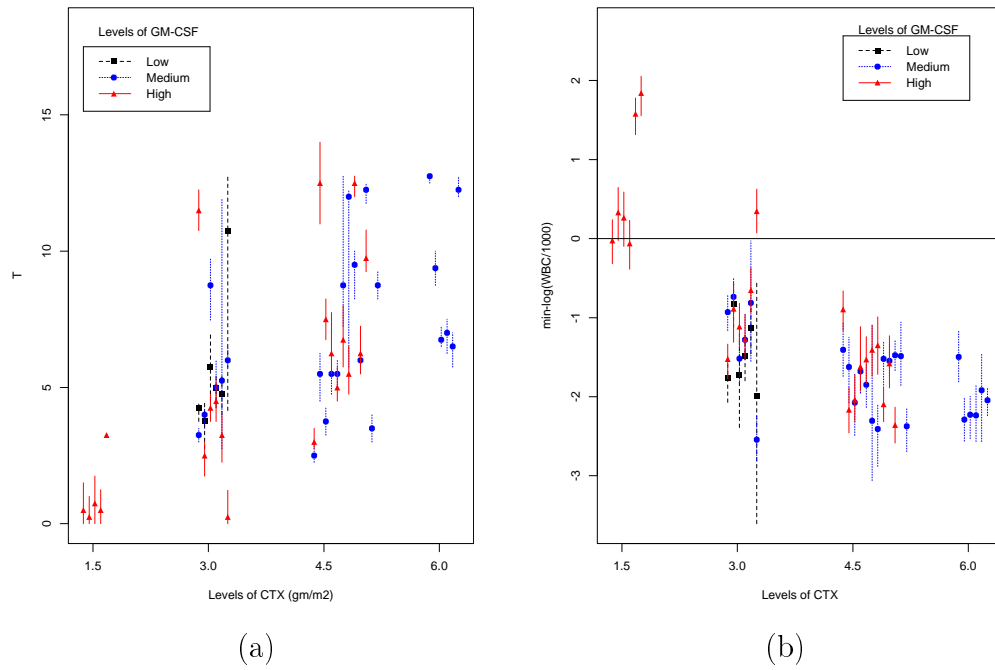 Levels of GM-CSF
Low
Medium
High
T
0
5
10
15
1.5
3.0
4.5
6.0
Levels of CTX (gm/m2)
(a)
Levels of GM-CSF
Low
Medium
High
min-log(WBC/1000)
2
1
0
-1
-2
-3
1.5
3.0
4.5
6.0
Levels of CTX
(b)